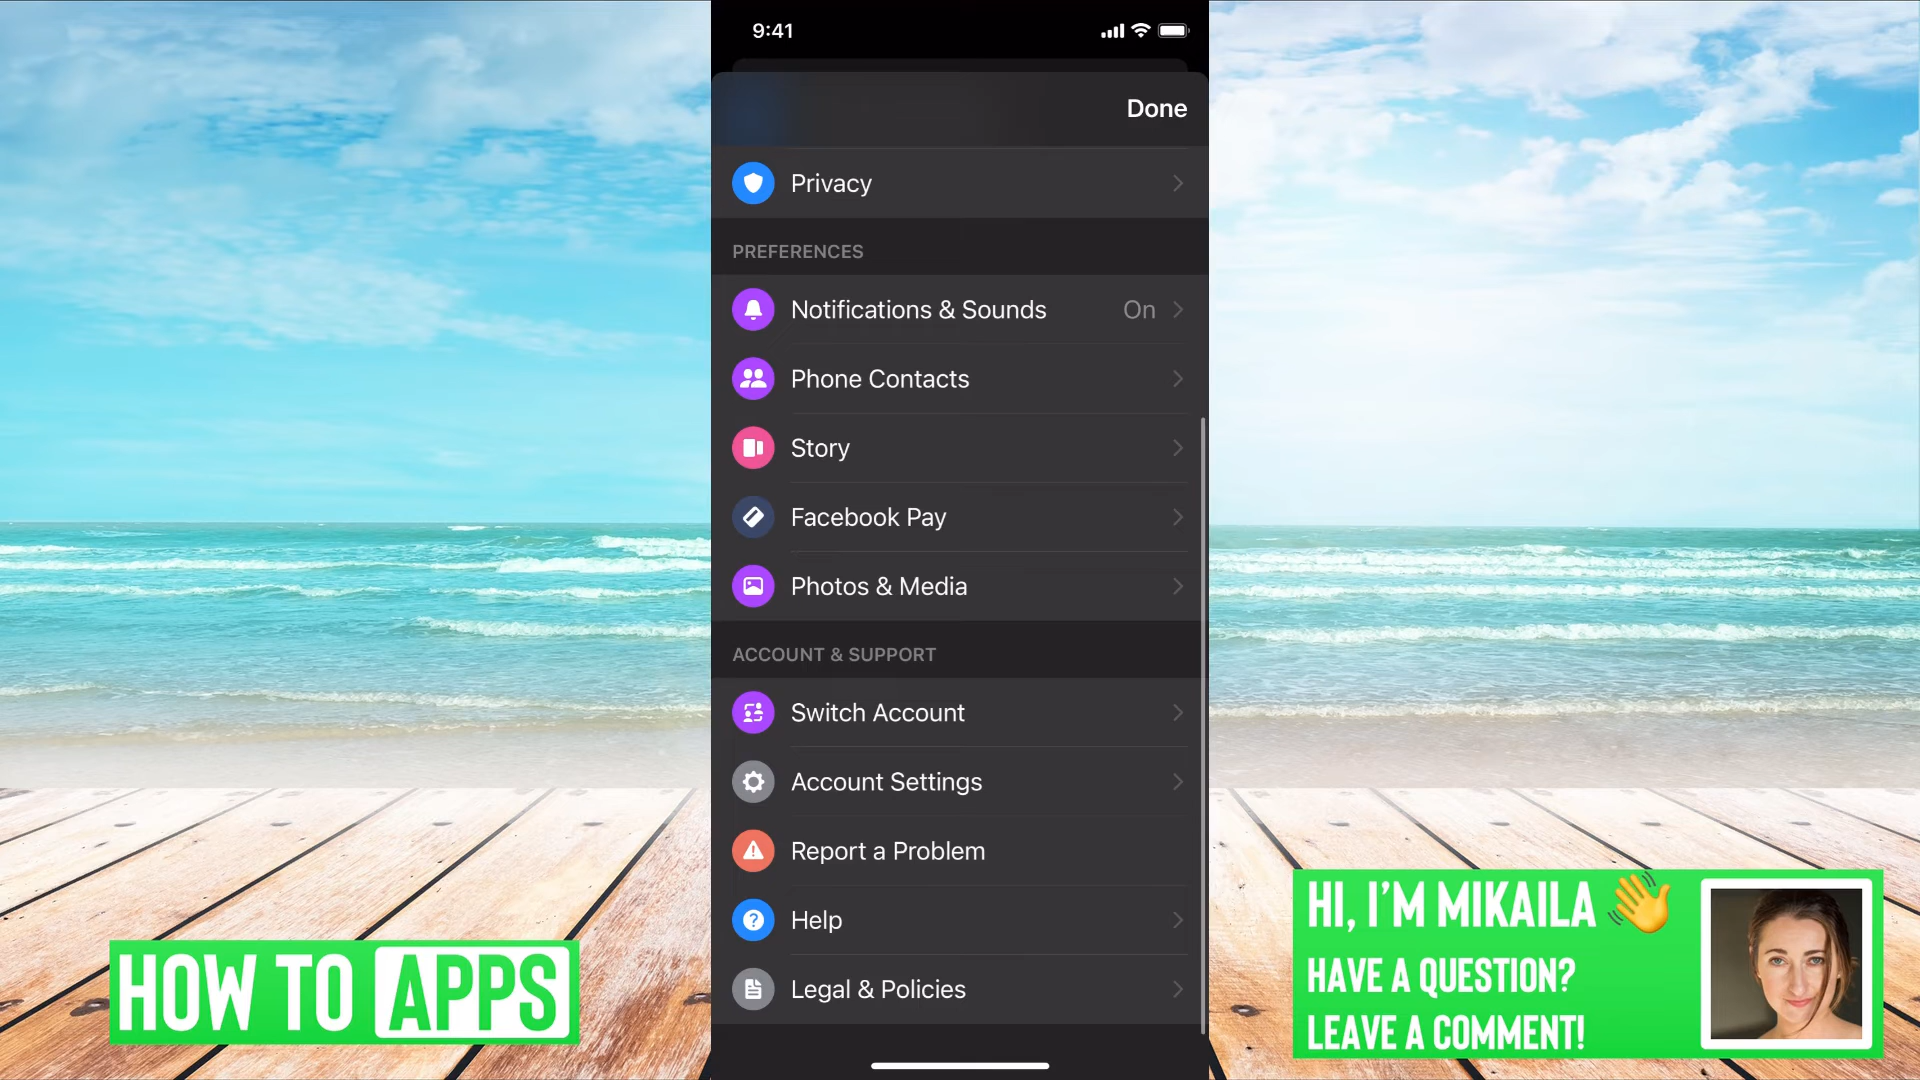 9:41
Done
Privacy
PREFERENCES
Notifications & Sounds On
Phone Contacts
Story
Facebook Pay
Photos & Media
ACCOUNT & SUPPORT
Switch Account
Account Settings
Report a Problem
Help
Legal & Policies
HOW TO APPS
HI, I'M MIKAILA 👋
HAVE A QUESTION?
LEAVE A COMMENT!